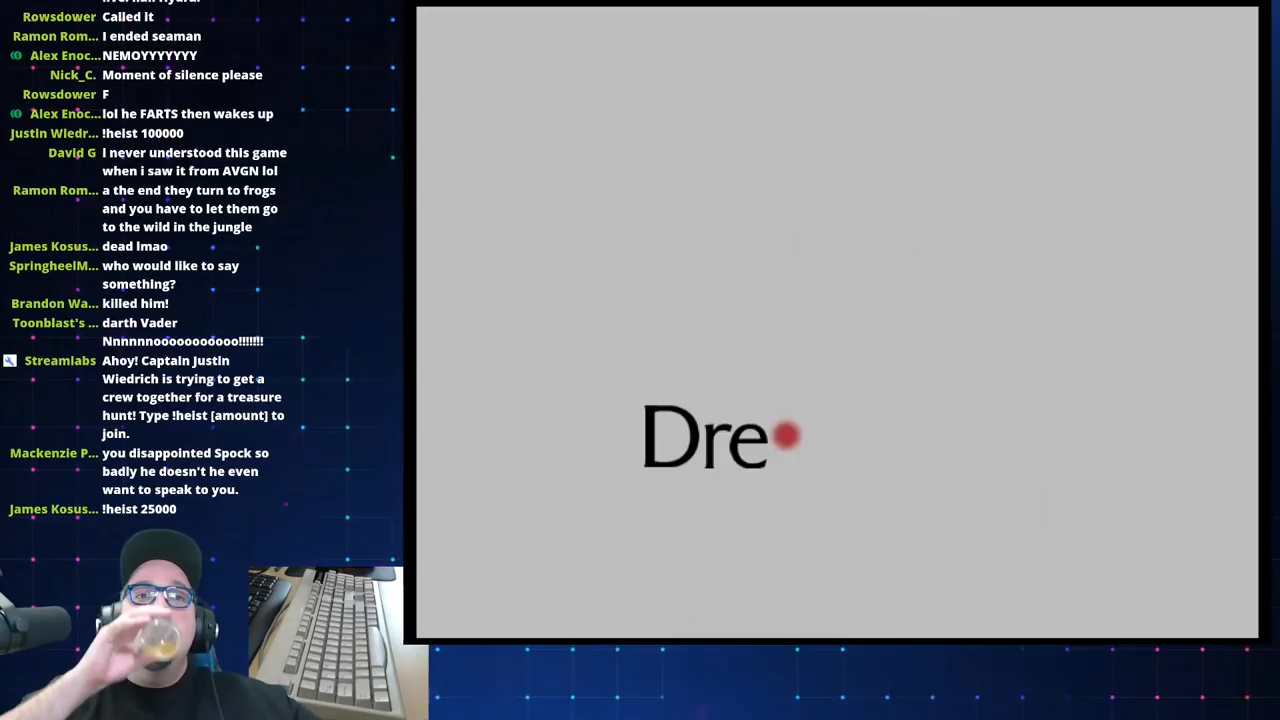 Rowsdower Called it
Ramon Rom... I ended seaman
Alex Enoc... NEMOYYYYYYY
Nick_C. Moment of silence please
Rowsdower F
Alex Enoc... lol he FARTS then wakes up
Justin Wiedr... !heist 100000
David G I never understood this game
when i saw it from AVGN lol
Ramon Rom... a the end they turn to frogs
and you have to let them go
to the wild in the jungle
James Kosus... dead lmao
SpringheelM... who would like to say
something?
Brandon Wa... killed him!
Toonblast's ... darth Vader
Nnnnnnooooooooooo!!!!!!!
Streamlabs Ahoy! Captain Justin
Wiedrich is trying to get a
crew together for a treasure
hunt! Type !heist [amount] to
join.
Mackenzie P... you disappointed Spock so
badly he doesn't he even
want to speak to you.
James Kosus... !heist 25000
Dre